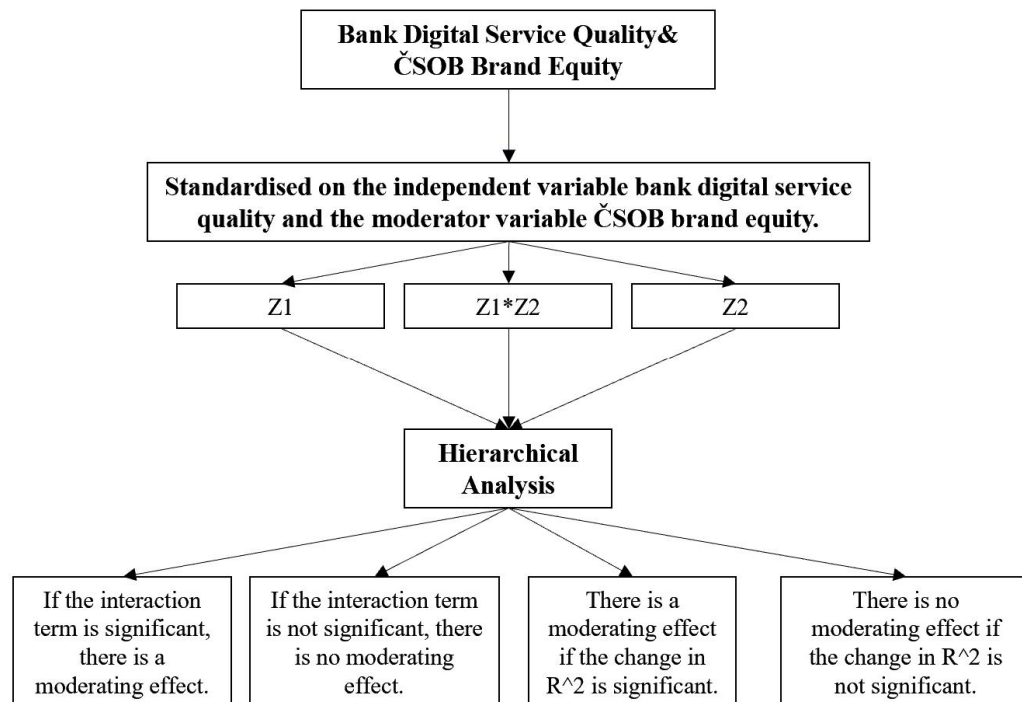 Bank Digital Service Quality&
ČSOB Brand Equity
Standardised on the independent variable bank digital service
quality and the moderator variable ČSOB brand equity.
Z1
Z1*Z2
Z2
Hierarchical
Analysis
If the interaction
term is significant,
there is a
moderating effect.
If the interaction term
is not significant, there
is no moderating
effect.
There is a
moderating effect
if the change in
R^2 is significant.
There is no
moderating effect if
the change in R^2 is
not significant.